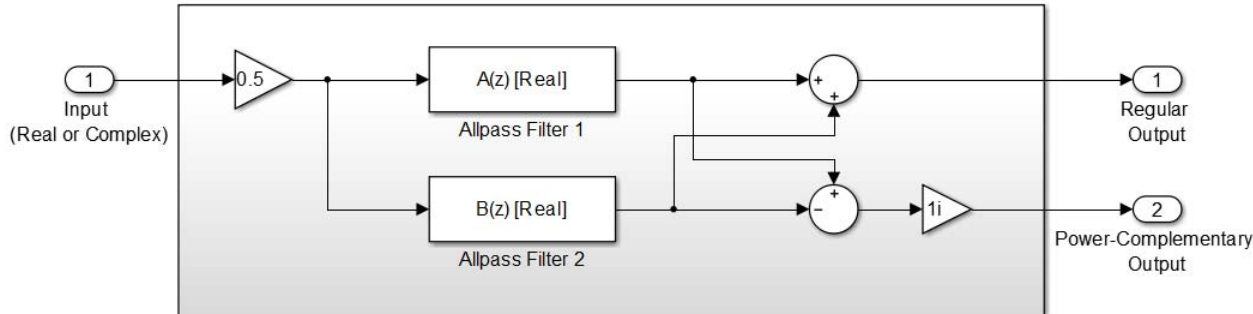 1
Input
(Real or Complex)
0.5
A(z) [Real]
Allpass Filter 1
B(z) [Real]
Allpass Filter 2
+
+
+
−
1i
1
Regular
Output
2
Power-Complementary
Output